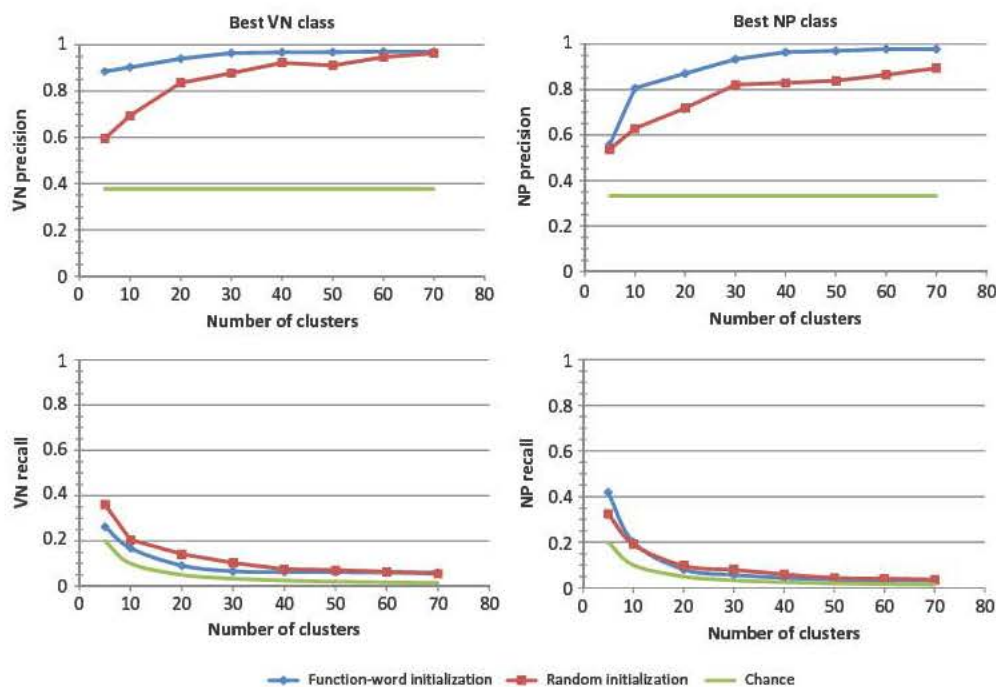 Best VN class
1
0.8
0.6
0.4
0.2
0
VN precision
0 10 20 30 40 50 60 70 80
Number of clusters
Best NP class
1
0.8
0.6
0.4
0.2
0
NP precision
0 10 20 30 40 50 60 70 80
Number of clusters
1
0.8
0.6
0.4
0.2
0
VN recall
0 10 20 30 40 50 60 70 80
Number of clusters
1
0.8
0.6
0.4
0.2
0
NP recall
0 10 20 30 40 50 60 70 80
Number of clusters
Function-word initialization Random initialization Chance